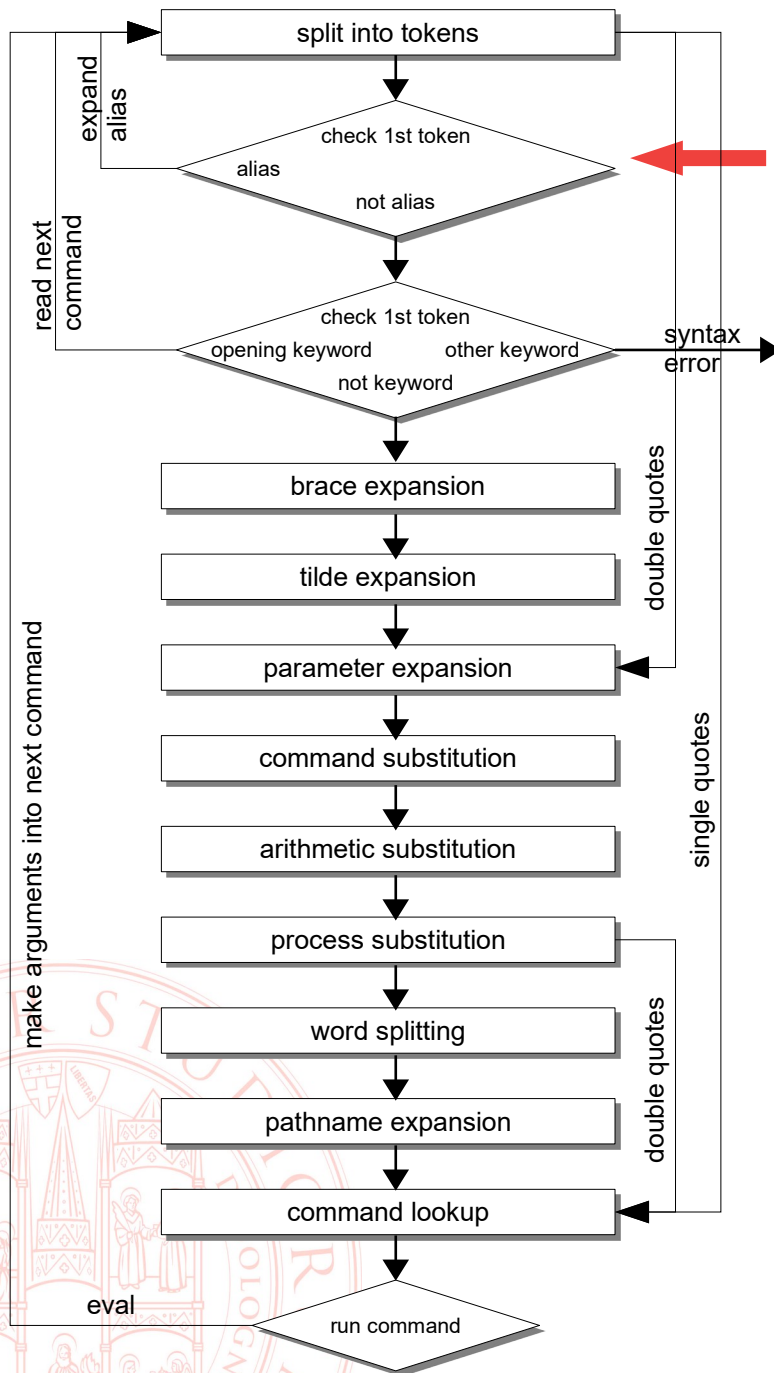 split into tokens
expand
alias
check 1st token
alias
not alias
read next
command
check 1st token
opening keyword
other keyword
not keyword
syntax
error
brace expansion
tilde expansion
double quotes
parameter expansion
command substitution
single quotes
arithmetic substitution
make arguments into next command
process substitution
word splitting
double quotes
pathname expansion
command lookup
eval
run command
LIBERTAS